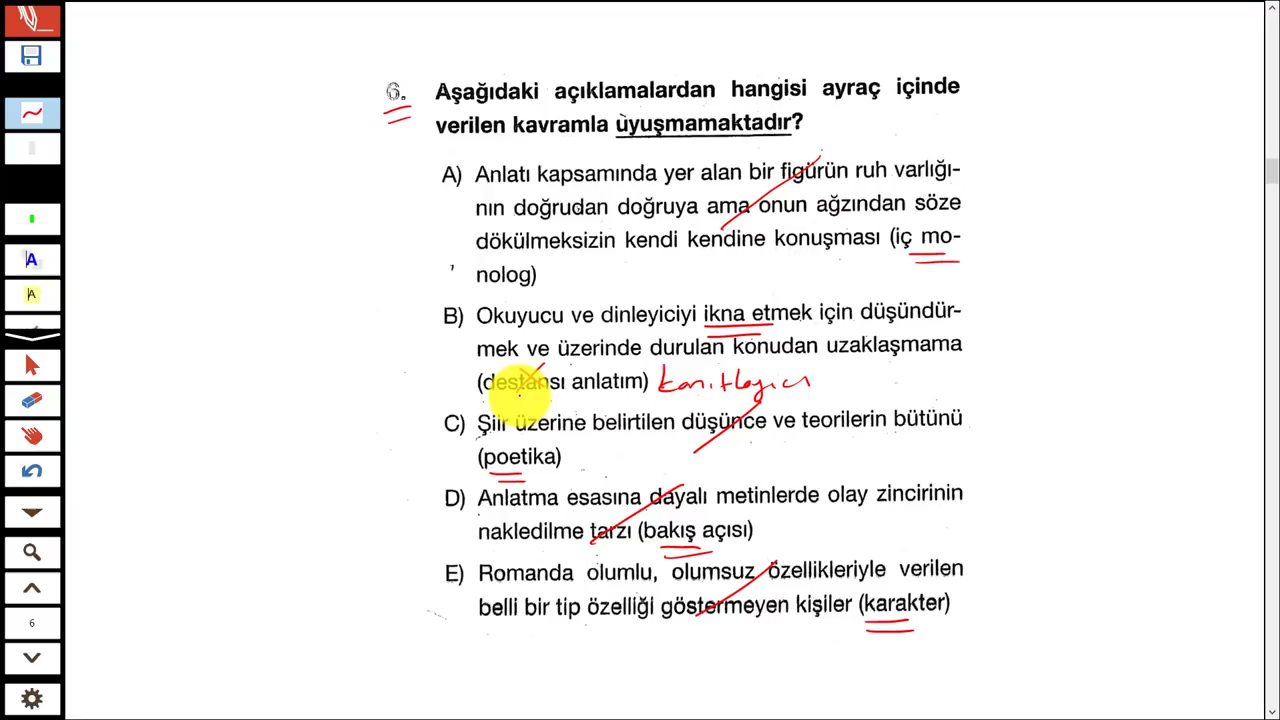 6. Aşağıdaki açıklamalardan hangisi ayraç içinde
verilen kavramla uyuşmamaktadır?
A) Anlatı kapsamında yer alan bir figürün ruh varlığı-
nın doğrudan doğruya ama onun ağzından söze
dökülmeksizin kendi kendine konuşması (iç mo-
nolog)
B) Okuyucu ve dinleyiciyi ikna etmek için düşündür-
mek ve üzerinde durulan konudan uzaklaşmama
(destansı anlatım) kanıtlayıcı
C) Şiir üzerine belirtilen düşünce ve teorilerin bütünü
(poetika)
D) Anlatma esasına dayalı metinlerde olay zincirinin
nakledilme tarzı (bakış açısı)
E) Romanda olumlu, olumsuz özellikleriyle verilen
belli bir tip özelliği göstermeyen kişiler (karakter)
A
A
6